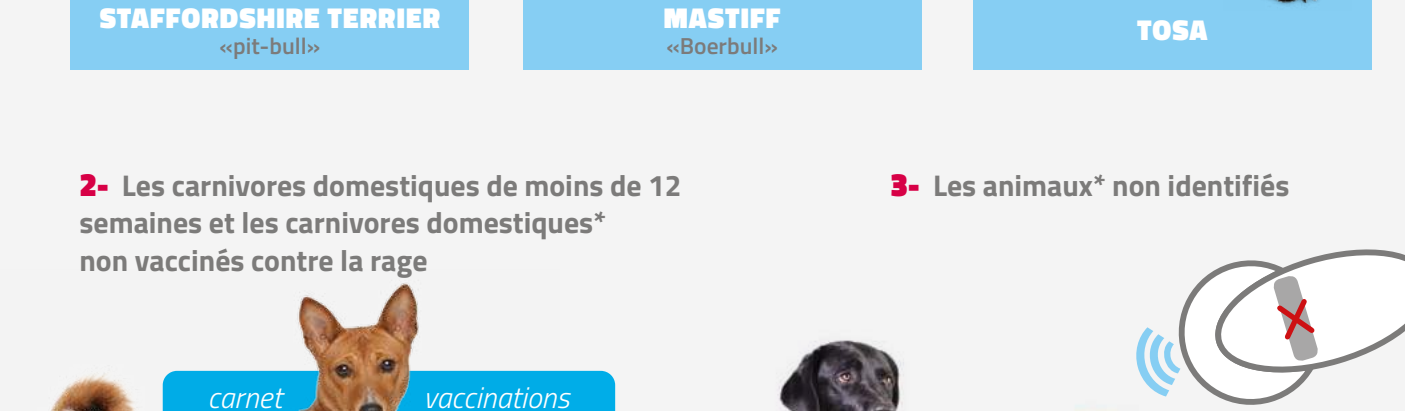 STAFFORDSHIRE TERRIER
«pit-bull»
MASTIFF
«Boerbull»
TOSA
2- Les carnivores domestiques de moins de 12
semaines et les carnivores domestiques*
non vaccinés contre la rage
3- Les animaux* non identifiés
carnet vaccinations